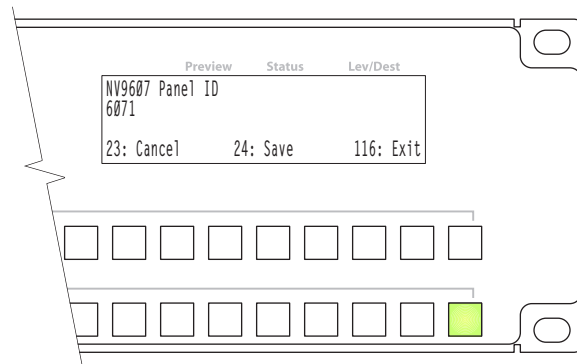 Preview Status Lev/Dest
NV9607 Panel ID
6071
23: Cancel 24: Save 116: Exit